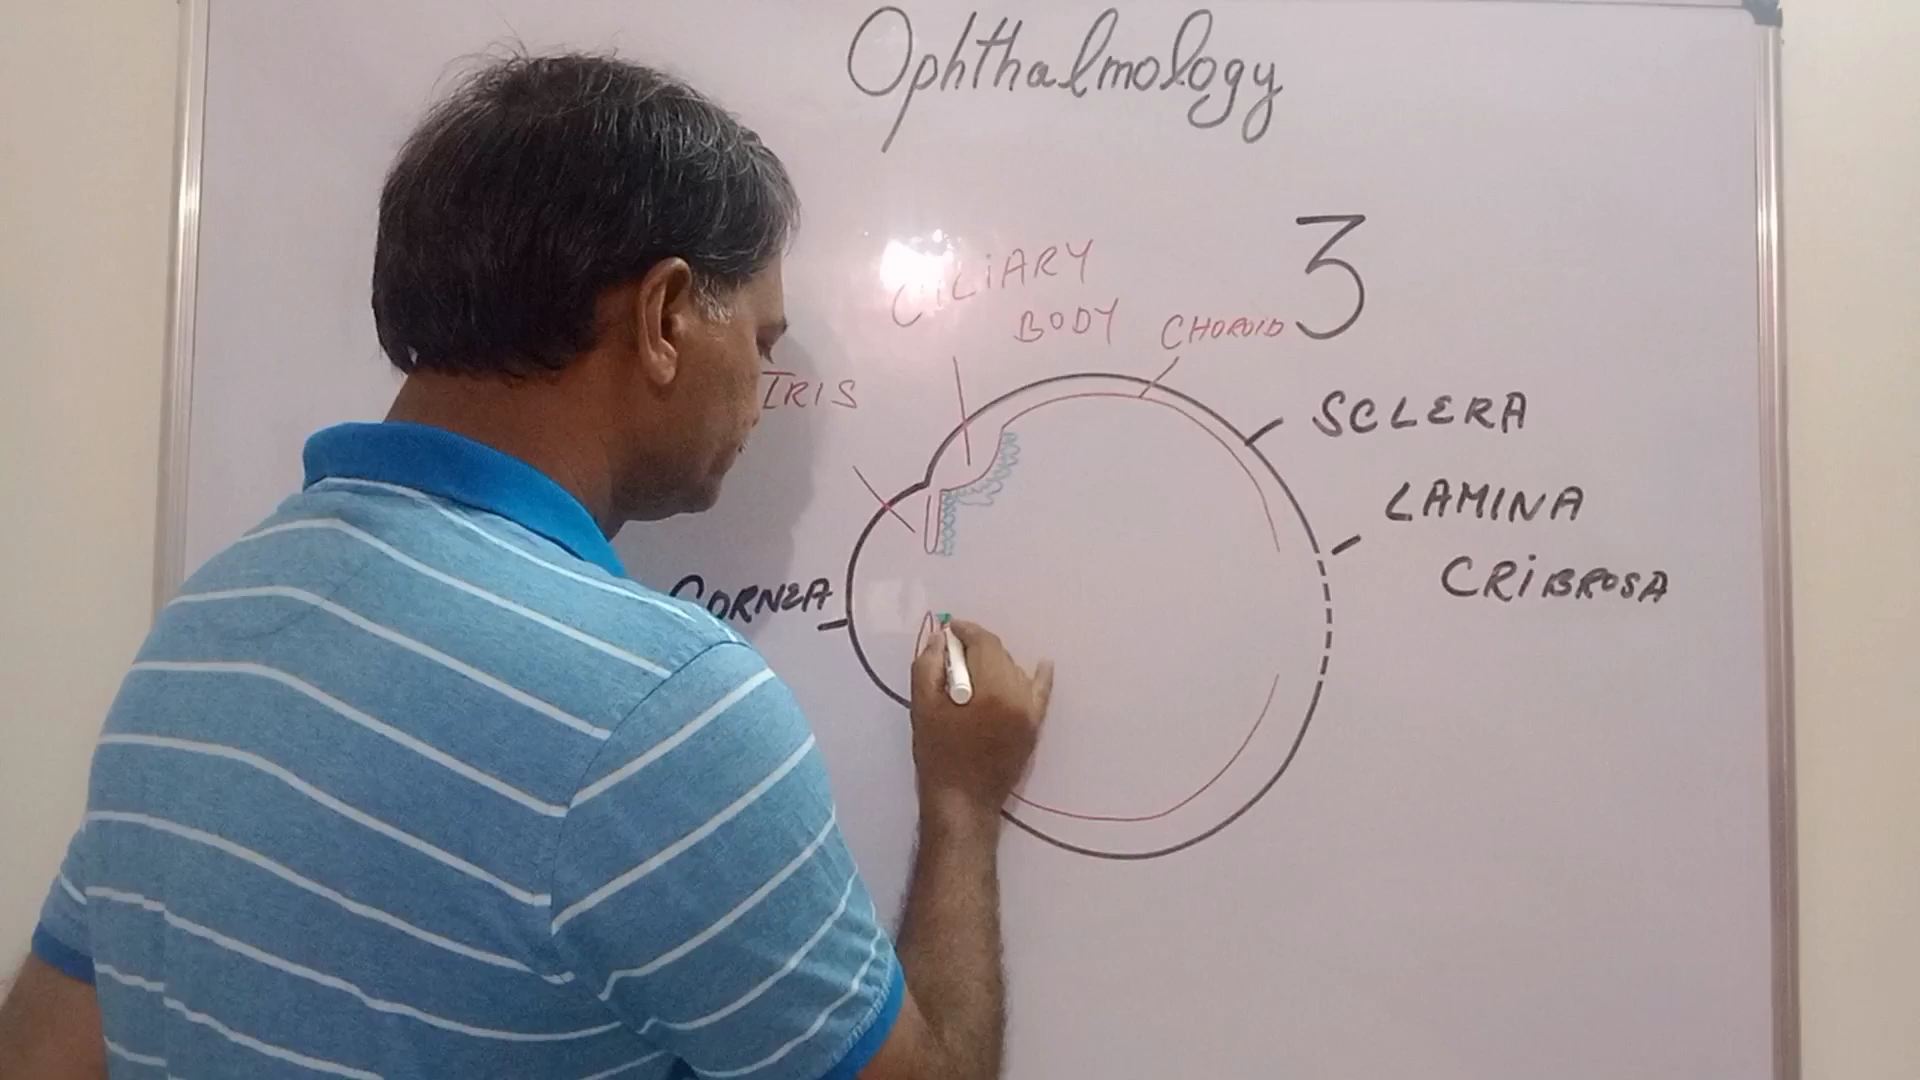 Ophthalmology
3
CILIARY
BODY
CHOROID
IRIS
SCLERA
LAMINA
CRIBROSA
CORNEA